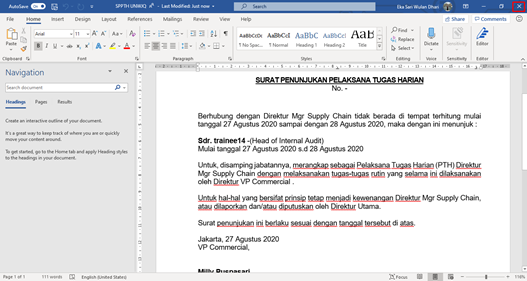 AutoSave On SPPTH UNIKIQ - Last Modified: Just now Search Eka Sari Wulan Dhari
File Home Insert Design Layout References Mailings Review View Help Share Comments
Paste Arial 11 Find Replace Select Dictate Sensitivity Editor
AaBbCcDc AaBbCcDc AaBbC AaBbCcE AaB
¶ No Spac... ¶ Normal Heading 1 Heading 2 Title
Clipboard Font Paragraph Styles Editing Voice Sensitivity Editor
Navigation
Search document
Headings Pages Results
Create an interactive outline of your document.
It's a great way to keep track of where you are or quickly
move your content around.
To get started, go to the Home tab and apply Heading styles
to the headings in your document.
SURAT PENUNJUKAN PELAKSANA TUGAS HARIAN
No. -
Berhubung dengan Direktur Mgr Supply Chain tidak berada di tempat terhitung mulai
tanggal 27 Agustus 2020 sampai dengan 28 Agustus 2020, maka dengan ini menunjuk :
Sdr. trainee14 -(Head of Internal Audit)
Mulai tanggal 27 Agustus 2020 s.d 28 Agustus 2020
Untuk, disamping jabatannya, merangkap sebagai Pelaksana Tugas Harian (PTH) Direktur
Mgr Supply Chain dengan melaksanakan tugas-tugas rutin yang selama ini dilaksanakan
oleh Direktur VP Commercial .
Untuk hal-hal yang bersifat prinsip tetap menjadi kewenangan Direktur Mgr Supply Chain,
atau dilaporkan dan/atau diputuskan oleh Direktur Utama.
Surat penunjukan ini berlaku sesuai dengan tanggal tersebut di atas.
Jakarta, 27 Agustus 2020
VP Commercial,
Milly Puspasari
Page 1 of 1 111 words English (United States) Focus 118%